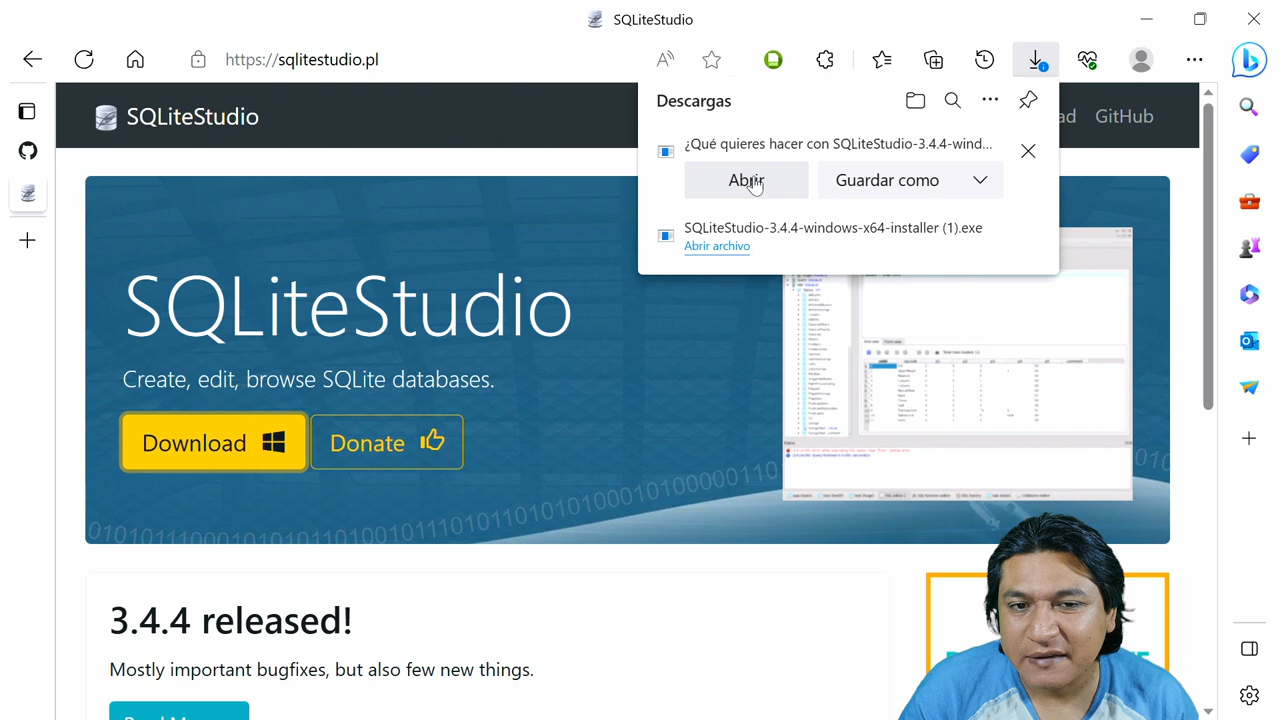 SQLiteStudio
https://sqlitestudio.pl
SQLiteStudio
ad GitHub
Descargas
¿Qué quieres hacer con SQLiteStudio-3.4.4-wind...
Abrir
Guardar como
SQLiteStudio-3.4.4-windows-x64-installer (1).exe
Abrir archivo
SQLiteStudio
Create, edit, browse SQLite databases.
Download
Donate
3.4.4 released!
Mostly important bugfixes, but also few new things.